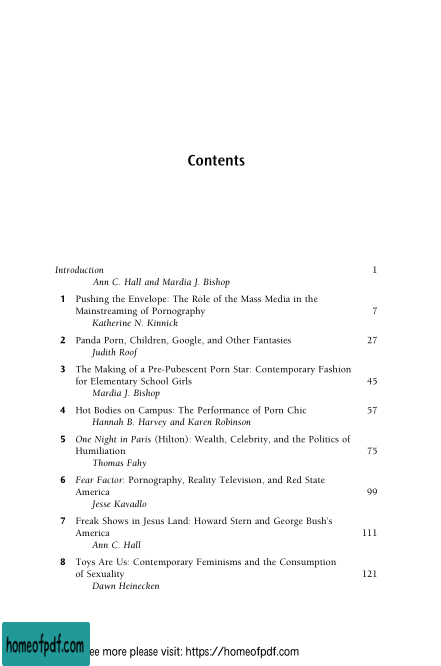 Contents
Introduction 1
Ann C. Hall and Mardia J. Bishop
1 Pushing the Envelope: The Role of the Mass Media in the
Mainstreaming of Pornography 7
Katherine N. Kinnick
2 Panda Porn, Children, Google, and Other Fantasies 27
Judith Roof
3 The Making of a Pre-Pubescent Porn Star: Contemporary Fashion
for Elementary School Girls 45
Mardia J. Bishop
4 Hot Bodies on Campus: The Performance of Porn Chic 57
Hannah B. Harvey and Karen Robinson
5 One Night in Paris (Hilton): Wealth, Celebrity, and the Politics of
Humiliation 75
Thomas Fahy
6 Fear Factor: Pornography, Reality Television, and Red State
America 99
Jesse Kavadlo
7 Freak Shows in Jesus Land: Howard Stern and George Bush's
America 111
Ann C. Hall
8 Toys Are Us: Contemporary Feminisms and the Consumption
of Sexuality 121
Dawn Heinecken
homeofpdf.com
ee more please visit: https://homeofpdf.com